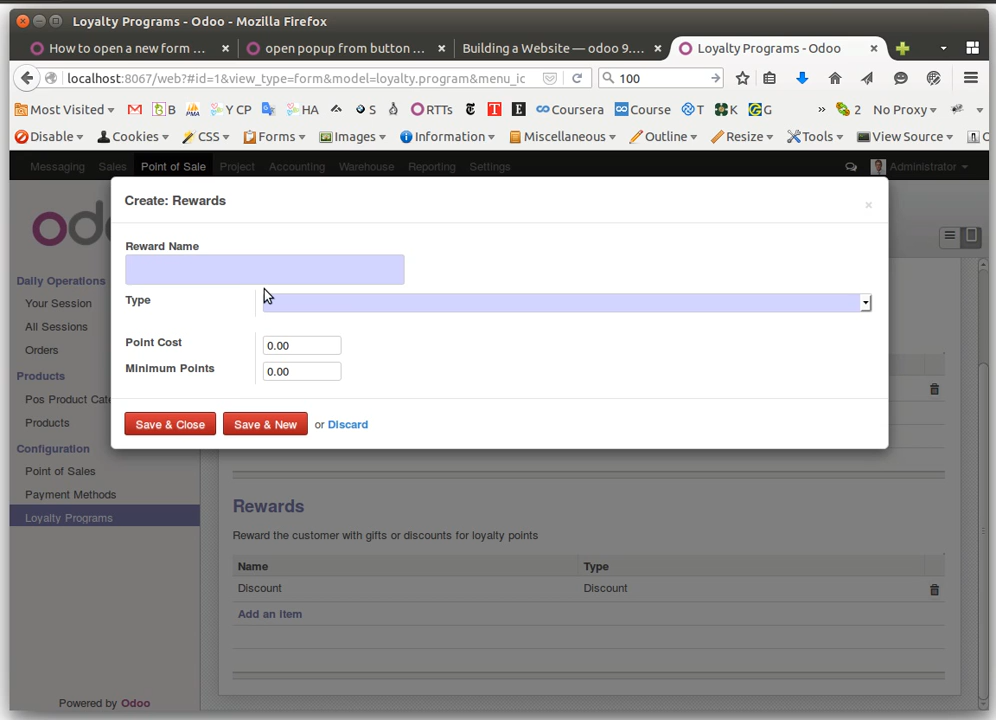 Loyalty Programs - Odoo - Mozilla Firefox
How to open a new form ... × open popup from button ... × Building a Website — odoo 9.... × Loyalty Programs - Odoo ×
localhost:8067/web?#id=1&view_type=form&model=loyalty.program&menu_ic 100
Most Visited B Y CP HA S RTTs T E Coursera Course T K G » 2 No Proxy
Disable Cookies CSS Forms Images Information Miscellaneous Outline Resize Tools View Source
Messaging Sales Point of Sale Project Accounting Warehouse Reporting Settings Administrator
Create: Rewards ×
Reward Name
Type
Point Cost 0.00
Minimum Points 0.00
Save & Close Save & New or Discard
Daily Operations
Your Session
All Sessions
Orders
Products
Pos Product Cate
Products
Configuration
Point of Sales
Payment Methods
Loyalty Programs
Rewards
Reward the customer with gifts or discounts for loyalty points
Name Type
Discount Discount
Add an item
Powered by Odoo